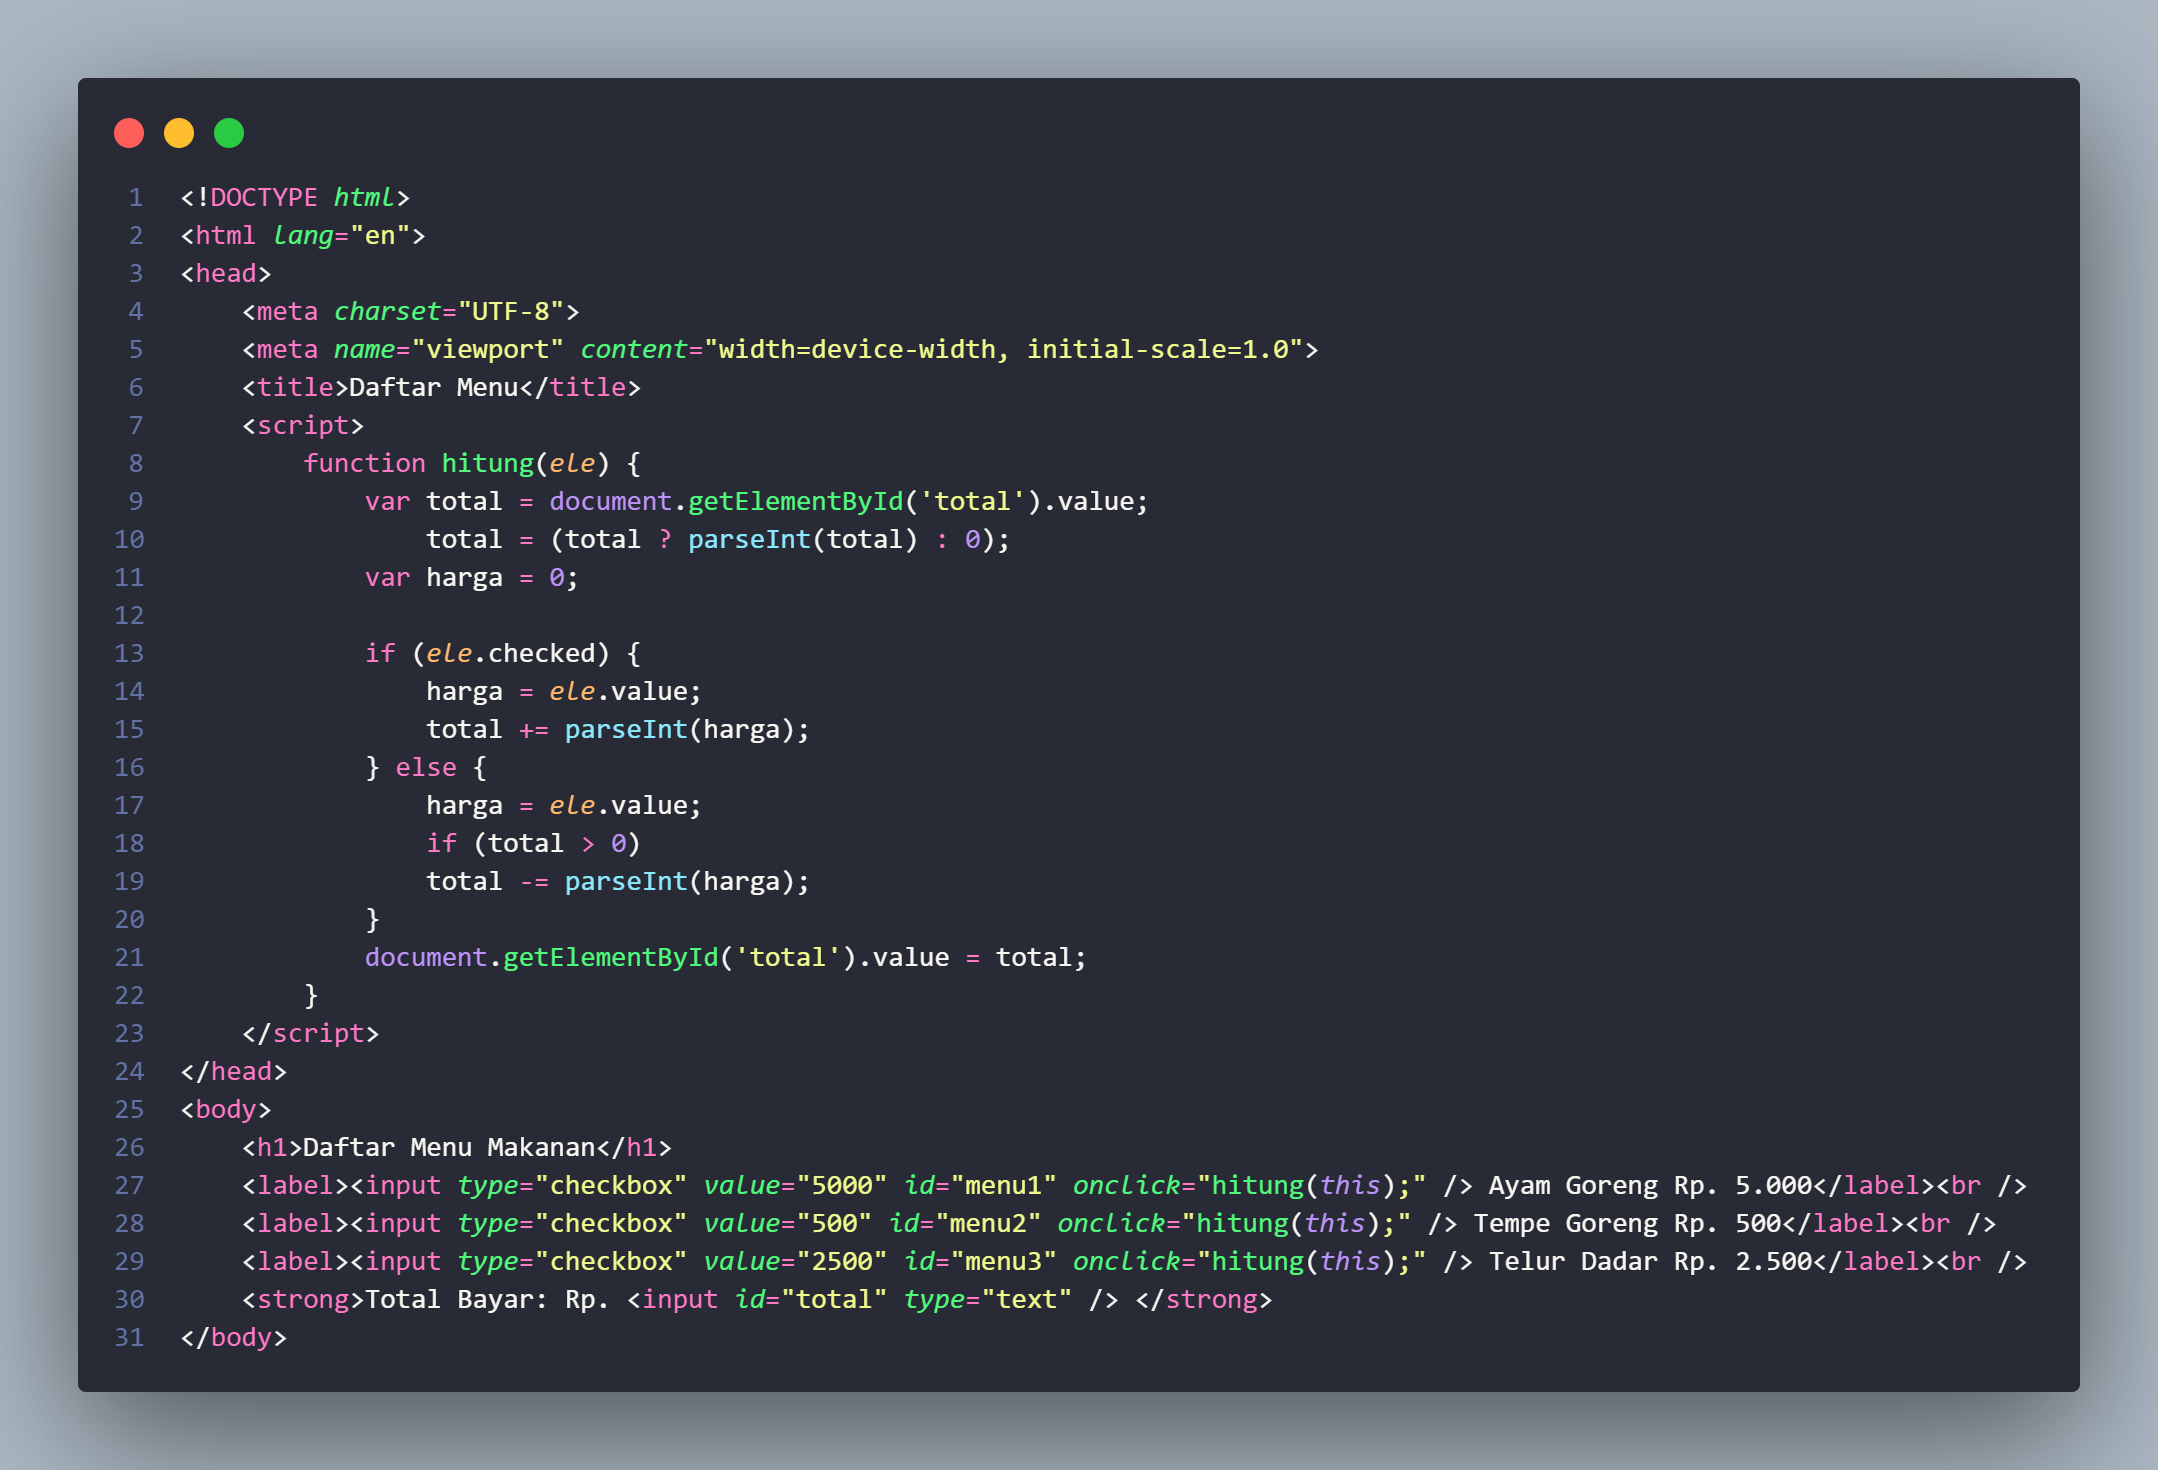 1 <!DOCTYPE html>
2 <html lang="en">
3 <head>
4     <meta charset="UTF-8">
5     <meta name="viewport" content="width=device-width, initial-scale=1.0">
6     <title>Daftar Menu</title>
7     <script>
8         function hitung(ele) {
9             var total = document.getElementById('total').value;
10                 total = (total ? parseInt(total) : 0);
11             var harga = 0;
12
13             if (ele.checked) {
14                 harga = ele.value;
15                 total += parseInt(harga);
16             } else {
17                 harga = ele.value;
18                 if (total > 0)
19                 total -= parseInt(harga);
20             }
21             document.getElementById('total').value = total;
22         }
23     </script>
24 </head>
25 <body>
26     <h1>Daftar Menu Makanan</h1>
27     <label><input type="checkbox" value="5000" id="menu1" onclick="hitung(this);" /> Ayam Goreng Rp. 5.000</label><br />
28     <label><input type="checkbox" value="500" id="menu2" onclick="hitung(this);" /> Tempe Goreng Rp. 500</label><br />
29     <label><input type="checkbox" value="2500" id="menu3" onclick="hitung(this);" /> Telur Dadar Rp. 2.500</label><br />
30     <strong>Total Bayar: Rp. <input id="total" type="text" /> </strong>
31 </body>